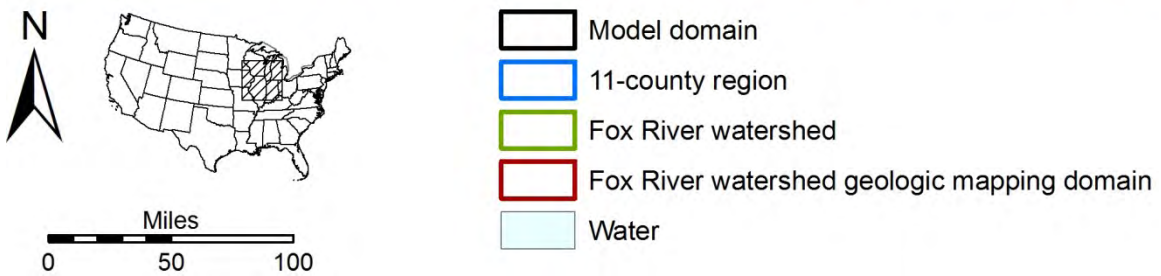 N
Miles
0 50 100
Model domain
11-county region
Fox River watershed
Fox River watershed geologic mapping domain
Water